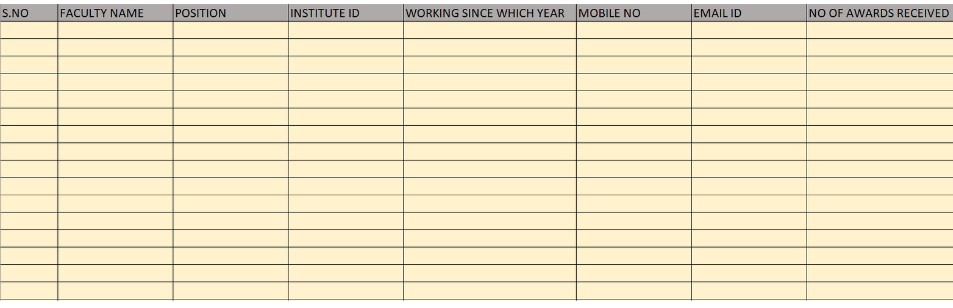 S.NO FACULTY NAME POSITION INSTITUTE ID WORKING SINCE WHICH YEAR MOBILE NO EMAIL ID NO OF AWARDS RECEIVED